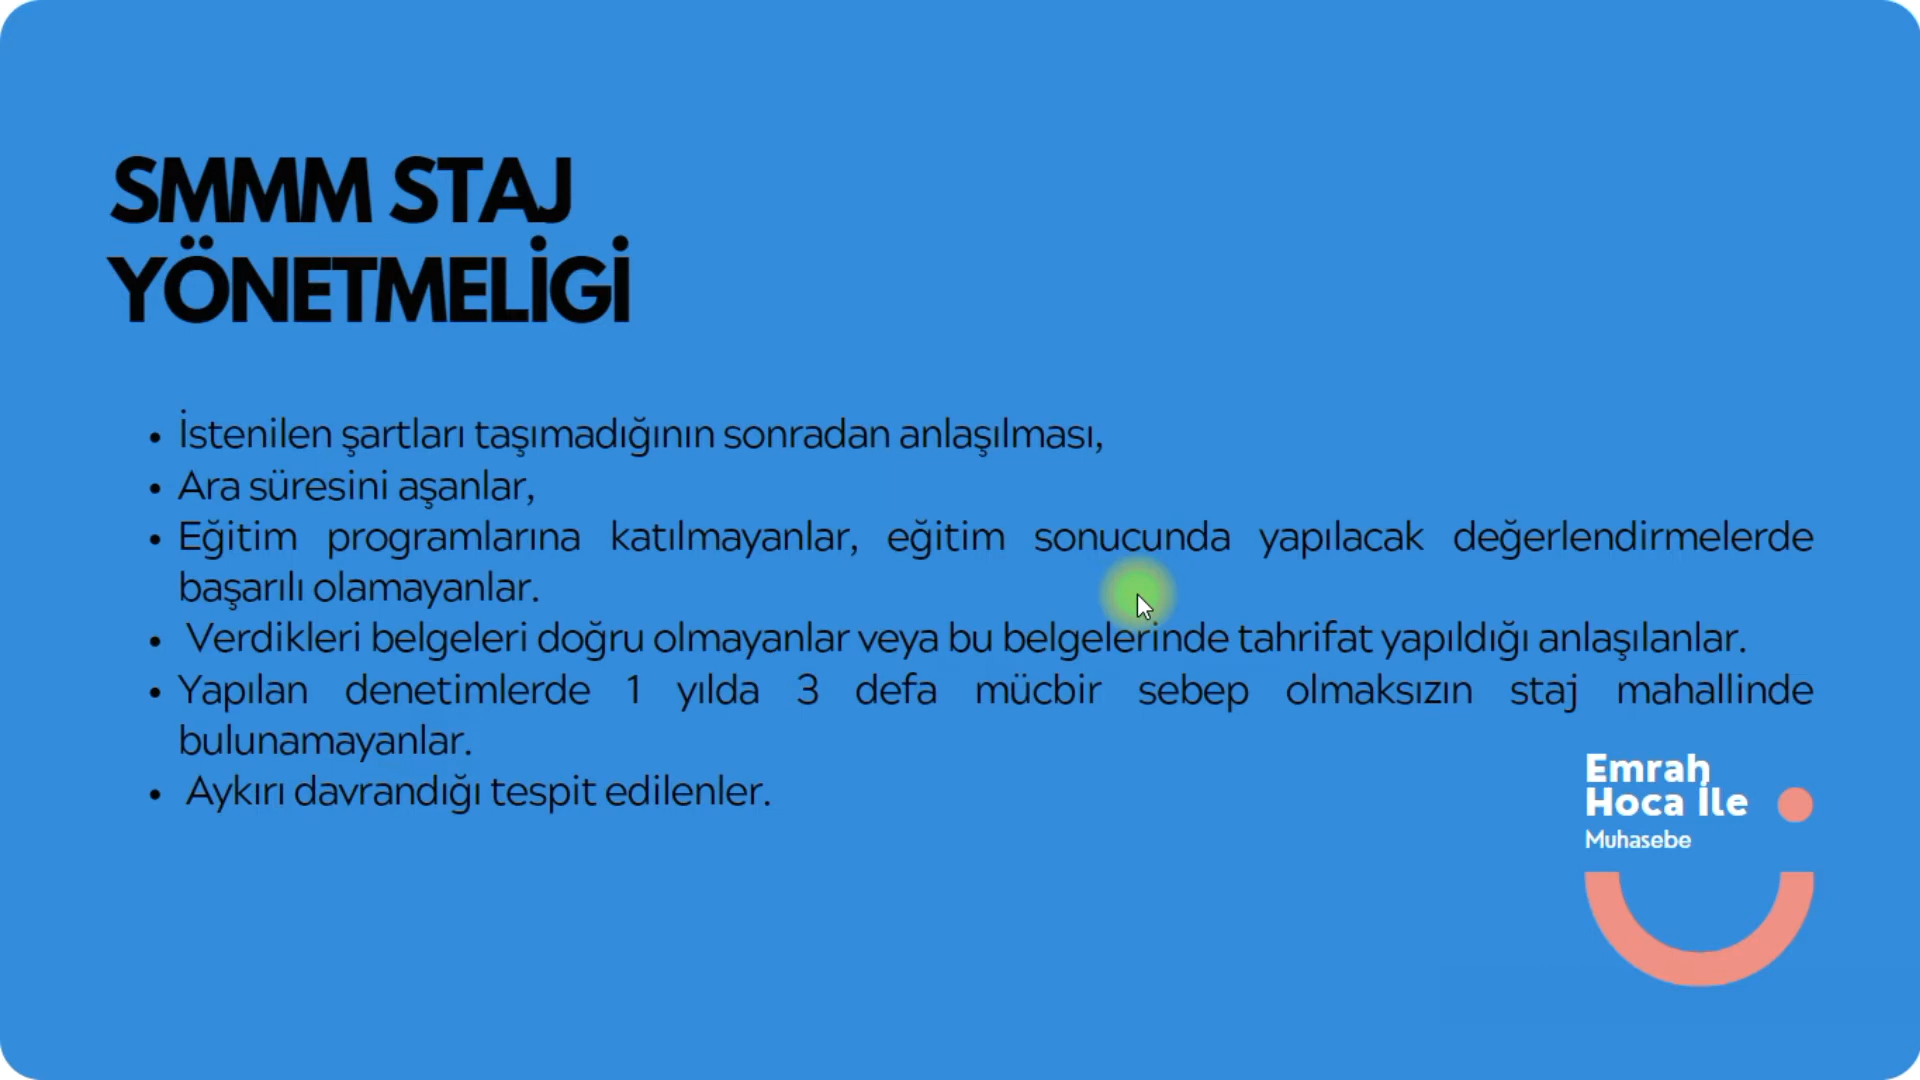 SMMM STAJ
YÖNETMELİGİ
• İstenilen şartları taşımadığının sonradan anlaşılması,
• Ara süresini aşanlar,
• Eğitim programlarına katılmayanlar, eğitim sonucunda yapılacak değerlendirmelerde
başarılı olamayanlar.
• Verdikleri belgeleri doğru olmayanlar veya bu belgelerinde tahrifat yapıldığı anlaşılanlar.
• Yapılan denetimlerde 1 yılda 3 defa mücbir sebep olmaksızın staj mahallinde
bulunamayanlar.
• Aykırı davrandığı tespit edilenler.
Emrah
Hoca İle
Muhasebe